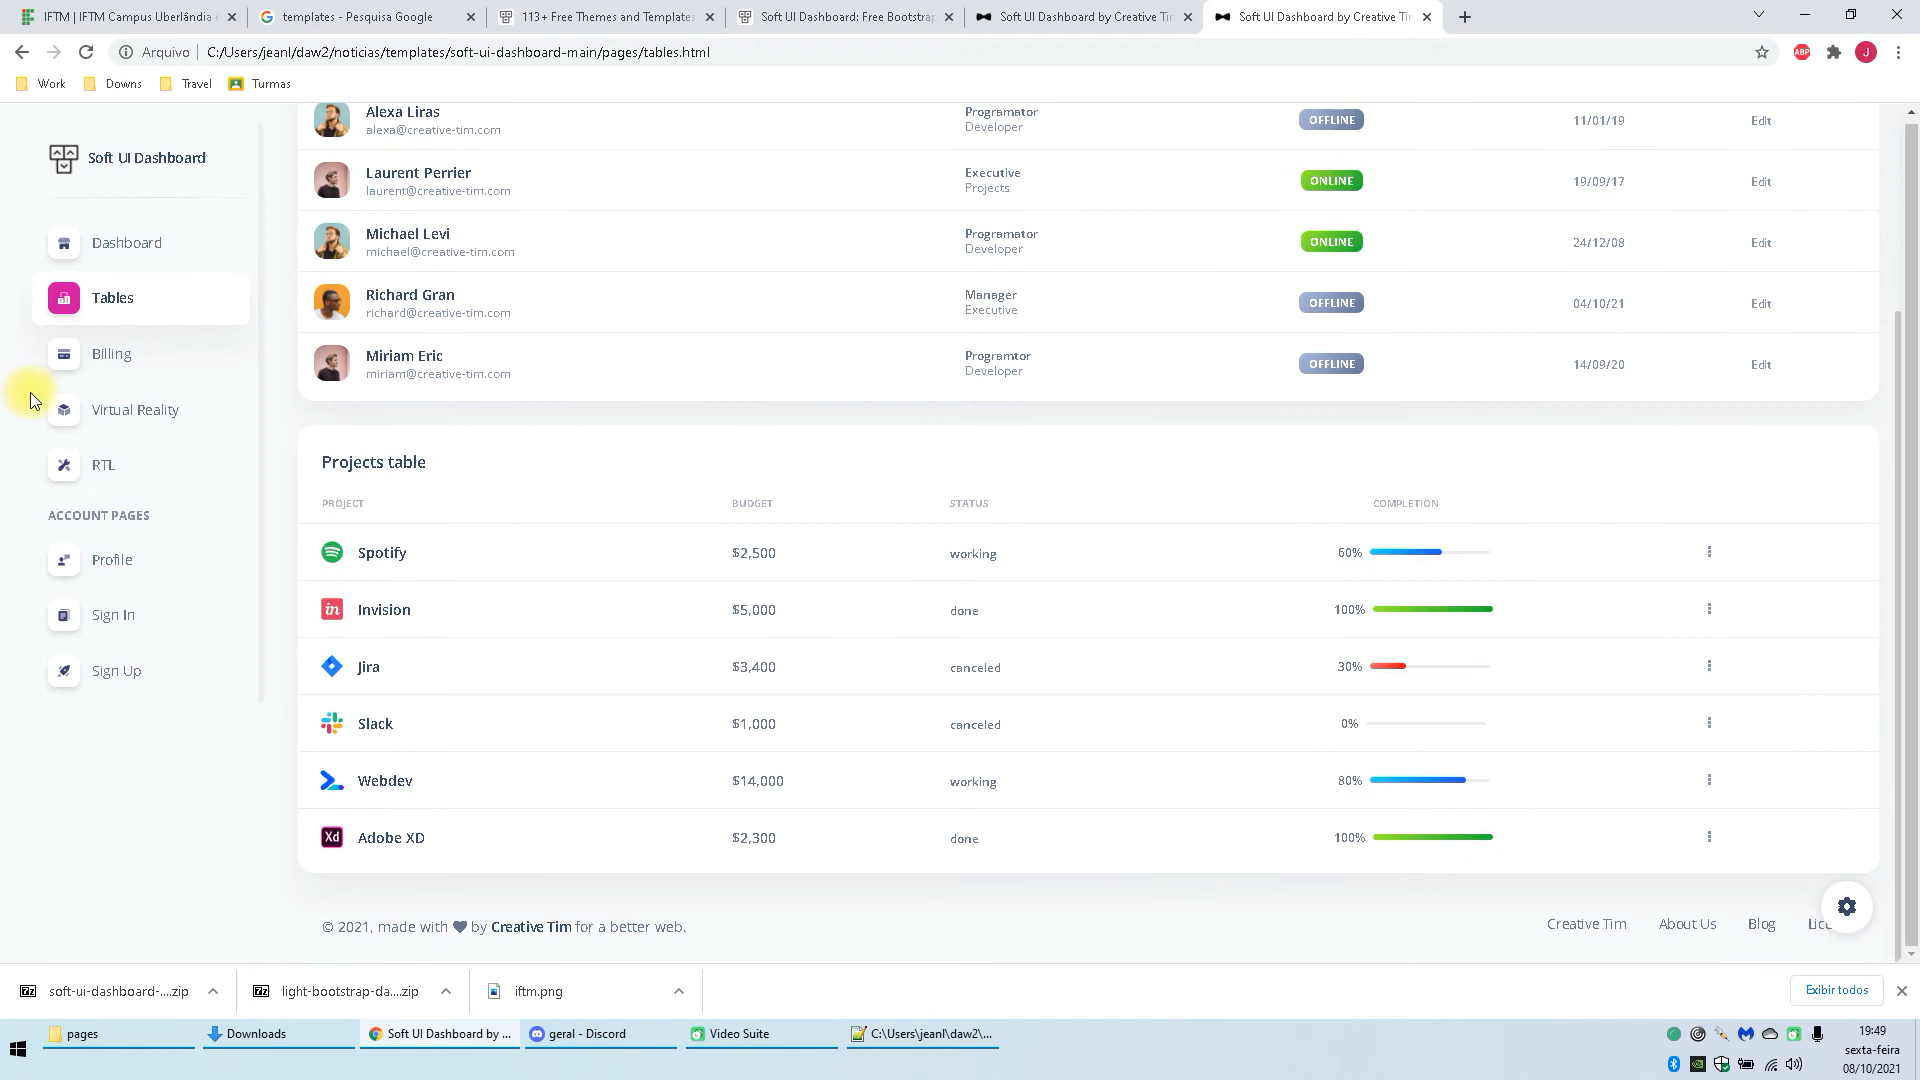 IFTM | IFTM Campus Uberlândia
templates - Pesquisa Google
113+ Free Themes and Templates
Soft UI Dashboard: Free Bootstrap
Soft UI Dashboard by Creative Tim
Soft UI Dashboard by Creative Tim
Arquivo
C:/Users/jeanl/daw2/noticias/templates/soft-ui-dashboard-main/pages/tables.html
ABP
J
Work
Downs
Travel
Turmas
Soft UI Dashboard
Dashboard
Tables
Billing
Virtual Reality
RTL
ACCOUNT PAGES
Profile
Sign In
Sign Up
Alexa Liras
alexa@creative-tim.com
Programator
Developer
OFFLINE
11/01/19
Edit
Laurent Perrier
laurent@creative-tim.com
Executive
Projects
ONLINE
19/09/17
Edit
Michael Levi
michael@creative-tim.com
Programator
Developer
ONLINE
24/12/08
Edit
Richard Gran
richard@creative-tim.com
Manager
Executive
OFFLINE
04/10/21
Edit
Miriam Eric
miriam@creative-tim.com
Programtor
Developer
OFFLINE
14/09/20
Edit
Projects table
PROJECT BUDGET STATUS COMPLETION
Spotify $2,500 working 60%
in Invision $5,000 done 100%
Jira $3,400 canceled 30%
Slack $1,000 canceled 0%
Webdev $14,000 working 80%
Xd Adobe XD $2,300 done 100%
© 2021, made with by Creative Tim for a better web.
Creative Tim About Us Blog Lic
7z soft-ui-dashboard-....zip
7z light-bootstrap-da....zip
iftm.png
Exibir todos
pages
Downloads
Soft UI Dashboard by ...
geral - Discord
Video Suite
C:\Users\jeanl\daw2\...
19:49
sexta-feira
08/10/2021